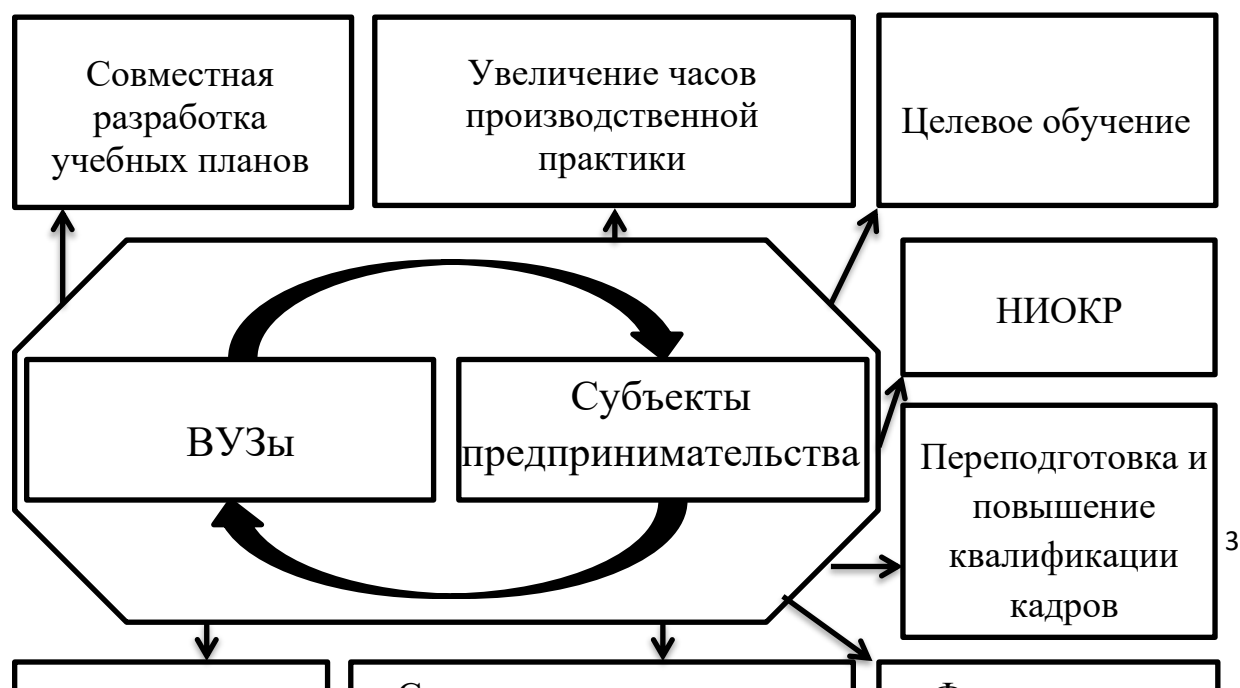 Совместная
разработка
учебных планов
Увеличение часов
производственной
практики
Целевое обучение
НИОКР
ВУЗы
Субъекты
предпринимательства
Переподготовка и
повышение
квалификации
кадров
3